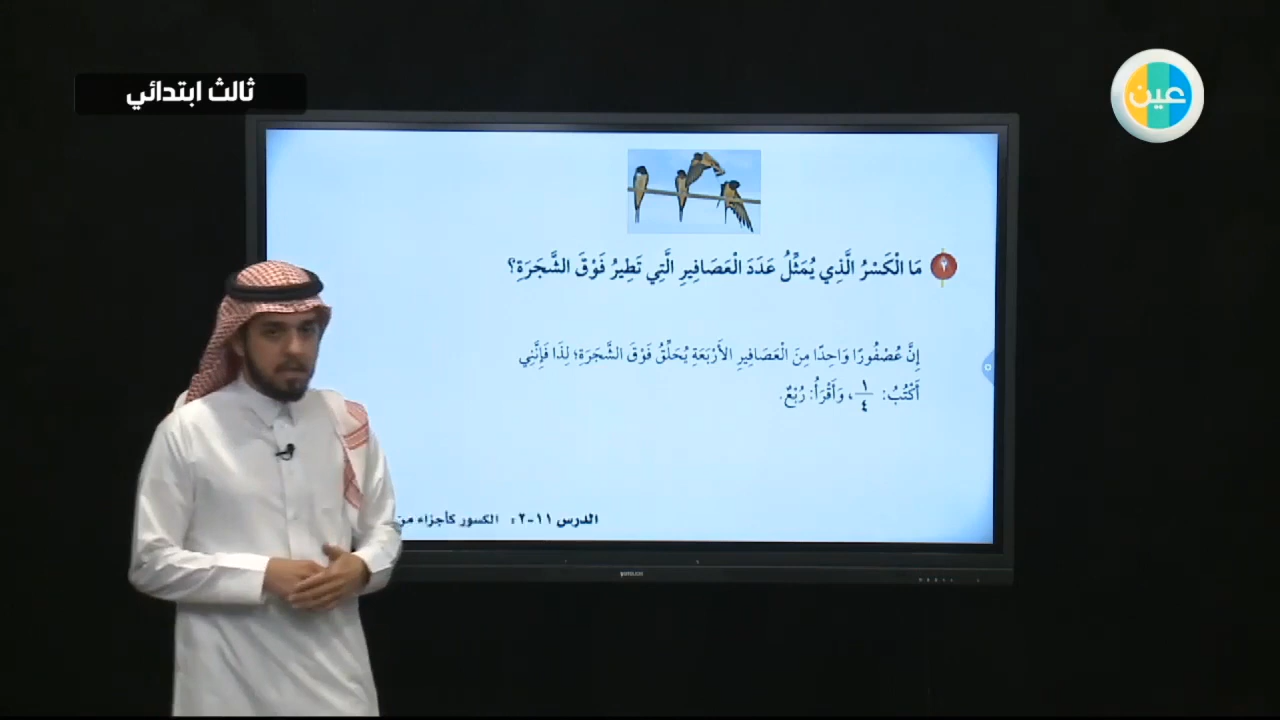 ثالث ابتدائي
عين
٢ مَا الْكَسْرُ الَّذِي يُمَثِّلُ عَدَدَ الْعَصَافِيرِ الَّتِي تَطِيرُ فَوْقَ الشَّجَرَةِ؟
إِنَّ عُصْفُورًا وَاحِدًا مِنَ الْعَصَافِيرِ الأَرْبَعَةِ يُحَلِّقُ فَوْقَ الشَّجَرَةِ؛ لِذَا فَإِنَّنِي
أَكْتُبُ: ١/٤، وَأَقْرَأُ: رُبْعٌ.
الدرس ١١-٢: الكسور كأجزاء من